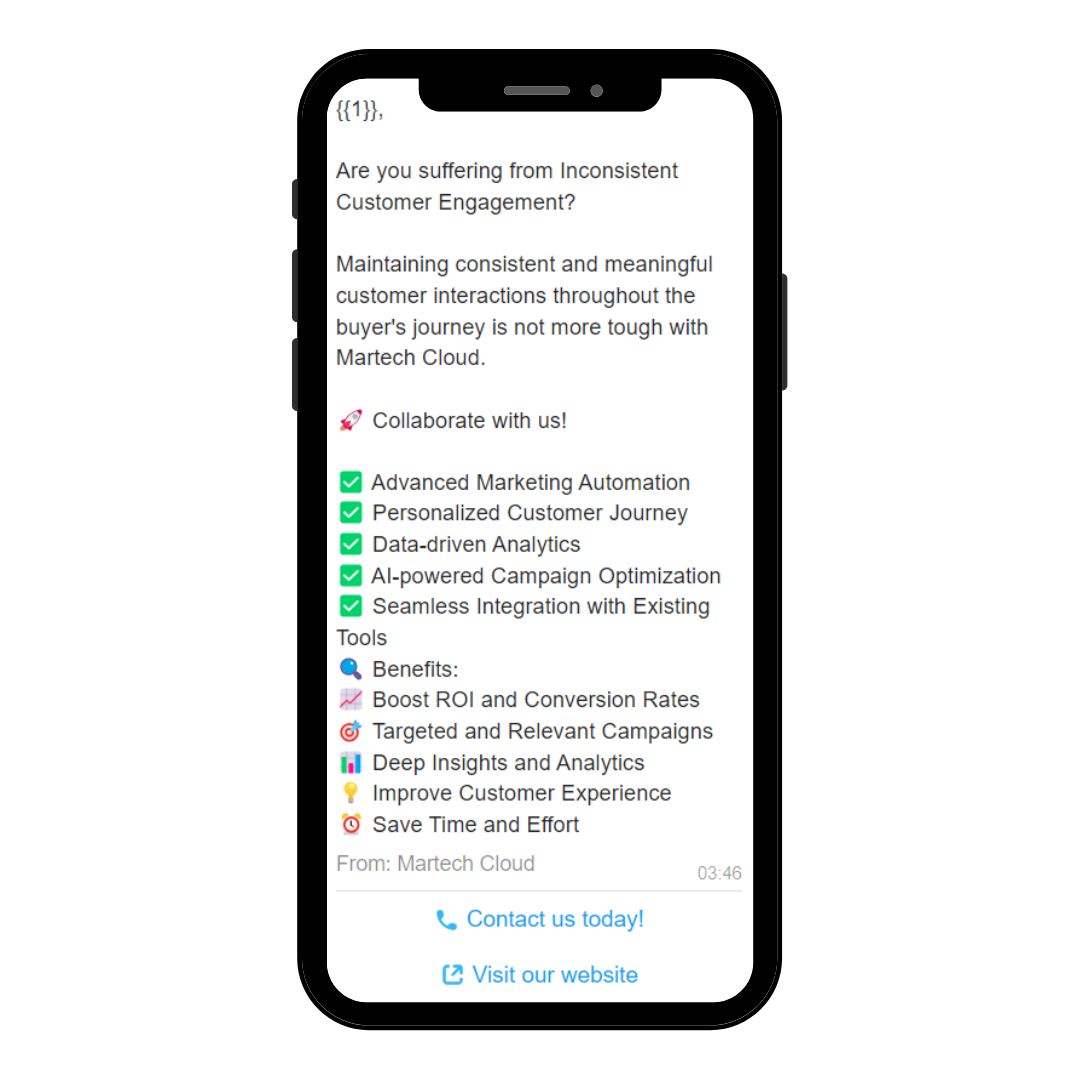 {{1}},
Are you suffering from Inconsistent
Customer Engagement?
Maintaining consistent and meaningful
customer interactions throughout the
buyer's journey is not more tough with
Martech Cloud.
🚀 Collaborate with us!
✅ Advanced Marketing Automation
✅ Personalized Customer Journey
✅ Data-driven Analytics
✅ AI-powered Campaign Optimization
✅ Seamless Integration with Existing
Tools
🔍 Benefits:
📈 Boost ROI and Conversion Rates
🎯 Targeted and Relevant Campaigns
📊 Deep Insights and Analytics
💡 Improve Customer Experience
⏰ Save Time and Effort
From: Martech Cloud
03:46
Contact us today!
Visit our website